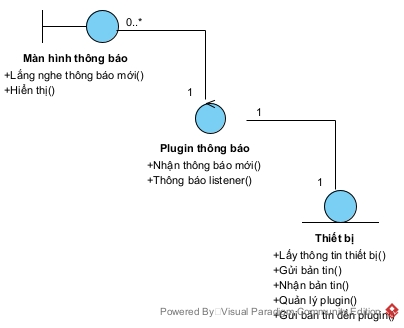 0..*
Màn hình thông báo
+Lắng nghe thông báo mới()
+Hiển thị()
1
1
Plugin thông báo
+Nhận thông báo mới()
+Thông báo listener()
1
Thiết bị
+Lấy thông tin thiết bị()
+Gửi bản tin()
+Nhận bản tin()
+Quản lý plugin()
Powered By Visual Paradigm Community Edition
+Gửi bản tin đến plugin()